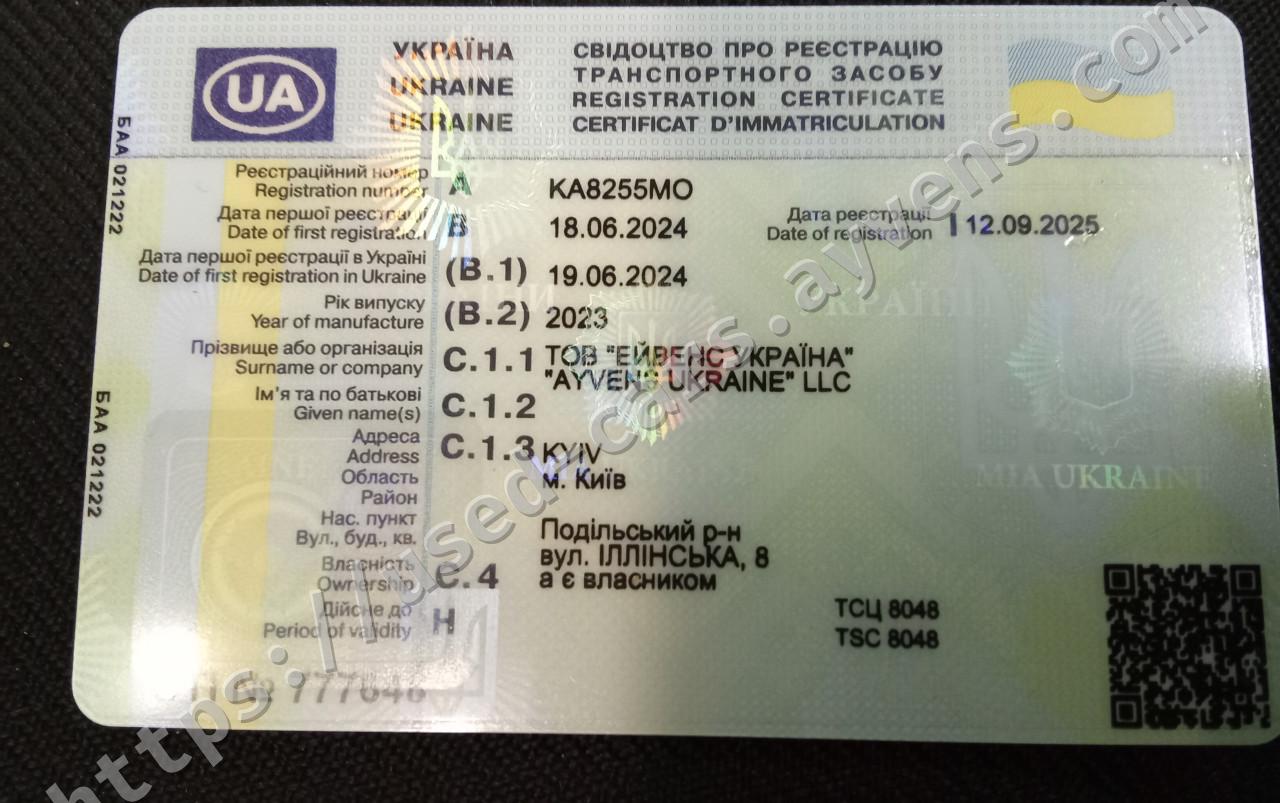 UA
УКРАЇНА
UKRAINE
UKRAINE
СВІДОЦТВО ПРО РЕЄСТРАЦІЮ
ТРАНСПОРТНОГО ЗАСОБУ
REGISTRATION CERTIFICATE
CERTIFICAT D'IMMATRICULATION
БАА 021222
Реєстраційний номер
Registration number A KA8255MO
Дата першої реєстрації
Date of first registration B 18.06.2024
Дата реєстрації
Date of registration I 12.09.2025
Дата першої реєстрації в Україні
Date of first registration in Ukraine (B.1) 19.06.2024
Рік випуску
Year of manufacture (B.2) 2023
Прізвище або організація
Surname or company C.1.1 ТОВ "ЕЙВЕНС УКРАЇНА"
"AYVENS UKRAINE" LLC
Ім'я та по батькові
Given name(s) C.1.2
Адреса
Address C.1.3 KYIV
Область м. Київ
Район
Нас. пункт Подільський р-н
Вул., буд., кв. вул. ІЛЛІНСЬКА, 8
Власність
Ownership C.4 а є власником
Дійсне до
Period of validity H
ТСЦ 8048
TSC 8048
БАА 021222
MIA UKRAINE
https://used-cars.ayvens.com